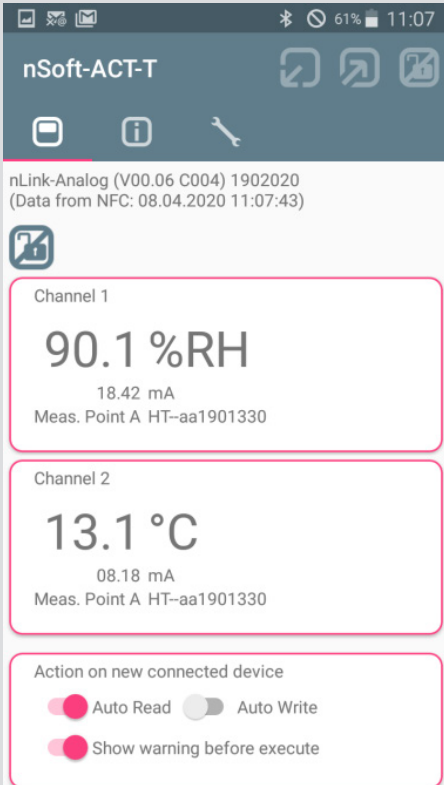 61% 11:07
nSoft-ACT-T
nLink-Analog (V00.06 C004) 1902020
(Data from NFC: 08.04.2020 11:07:43)
Channel 1
90.1 %RH
18.42 mA
Meas. Point A HT--aa1901330
Channel 2
13.1 °C
08.18 mA
Meas. Point A HT--aa1901330
Action on new connected device
Auto Read Auto Write
Show warning before execute